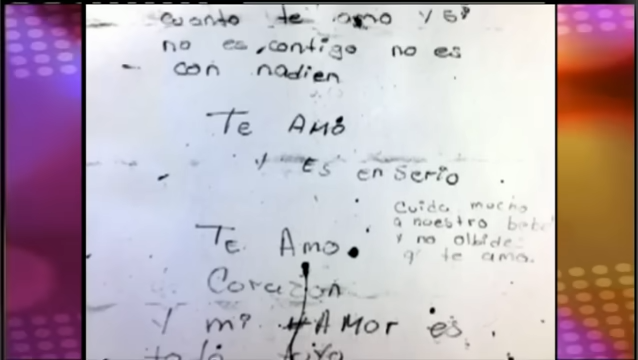 cuanto te amo y si
no es contigo no es
con nadien
TE AMO
Y ES en serio
Cuida mucho
a nuestro bebe
y no olbide
q' te amo.
TE Amo.
Corazon
Y mi AMOR es